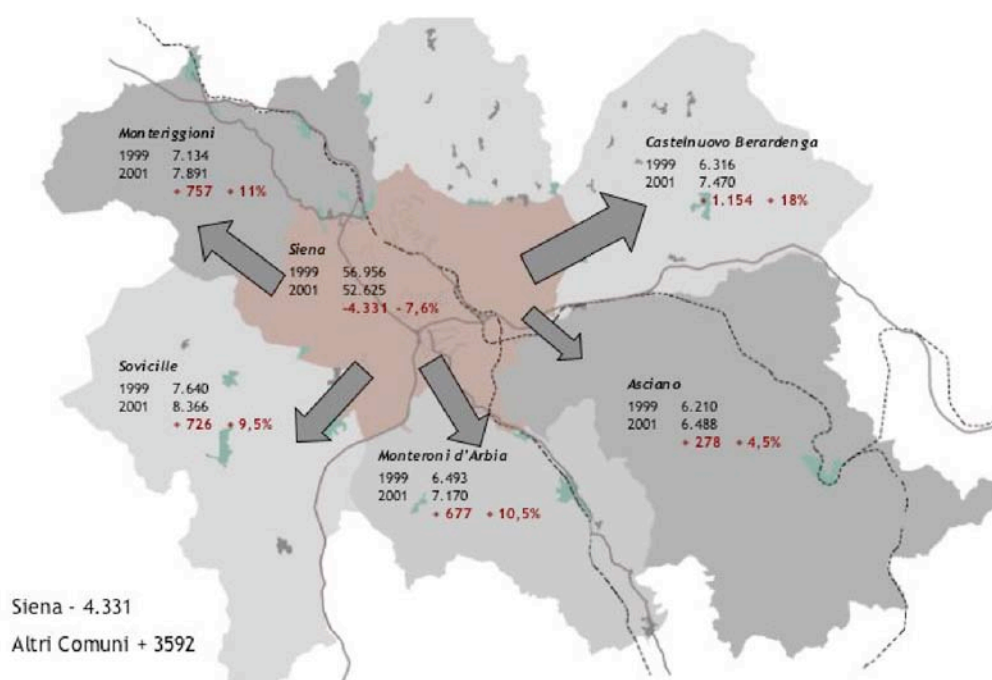 Monteriggioni
1999 7.134
2001 7.891
+ 757 + 11%
Castelnuovo Berardenga
1999 6.316
2001 7.470
+ 1.154 + 18%
Siena
1999 56.956
2001 52.625
-4.331 - 7,6%
Sovicille
1999 7.640
2001 8.366
+ 726 + 9,5%
Asciano
1999 6.210
2001 6.488
+ 278 + 4,5%
Monteroni d'Arbia
1999 6.493
2001 7.170
+ 677 + 10,5%
Siena - 4.331
Altri Comuni + 3592